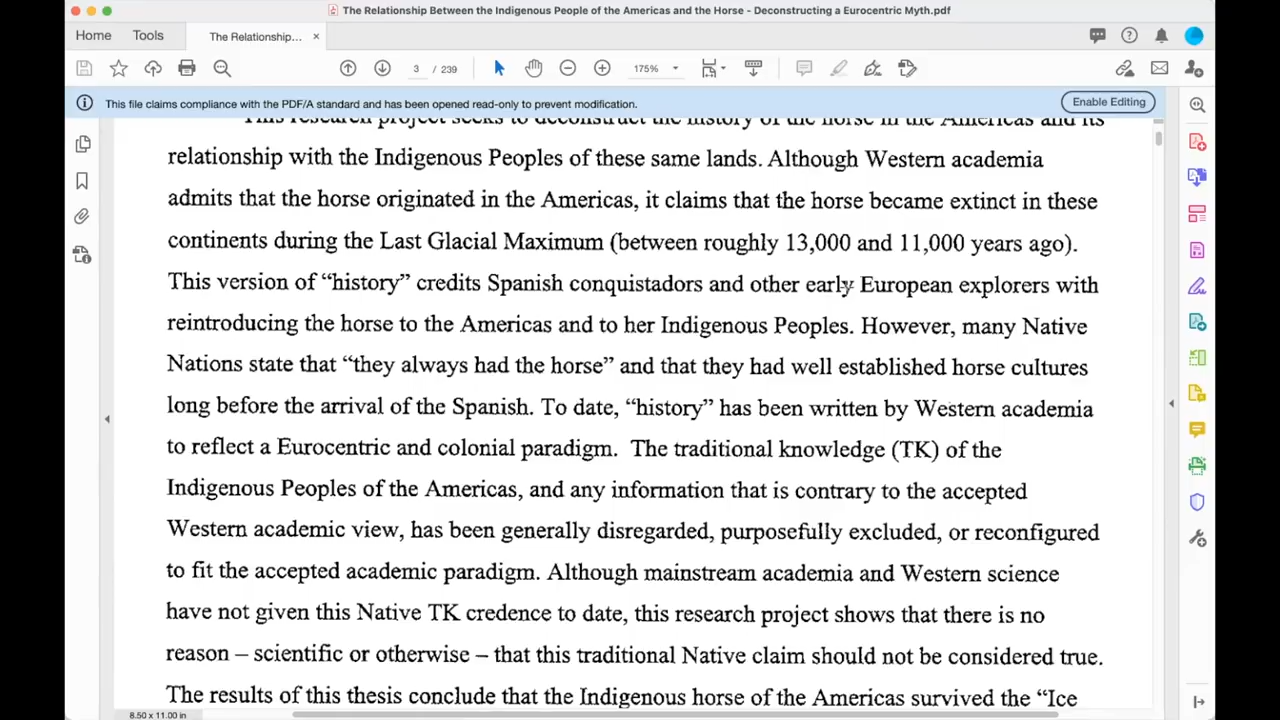 The Relationship Between the Indigenous People of the Americas and the Horse - Deconstructing a Eurocentric Myth.pdf
Home Tools The Relationship... ×
3 / 239 175%
This file claims compliance with the PDF/A standard and has been opened read-only to prevent modification. Enable Editing
This research project seeks to deconstruct the history of the horse in the Americas and its
relationship with the Indigenous Peoples of these same lands. Although Western academia
admits that the horse originated in the Americas, it claims that the horse became extinct in these
continents during the Last Glacial Maximum (between roughly 13,000 and 11,000 years ago).
This version of “history” credits Spanish conquistadors and other early European explorers with
reintroducing the horse to the Americas and to her Indigenous Peoples. However, many Native
Nations state that “they always had the horse” and that they had well established horse cultures
long before the arrival of the Spanish. To date, “history” has been written by Western academia
to reflect a Eurocentric and colonial paradigm. The traditional knowledge (TK) of the
Indigenous Peoples of the Americas, and any information that is contrary to the accepted
Western academic view, has been generally disregarded, purposefully excluded, or reconfigured
to fit the accepted academic paradigm. Although mainstream academia and Western science
have not given this Native TK credence to date, this research project shows that there is no
reason – scientific or otherwise – that this traditional Native claim should not be considered true.
The results of this thesis conclude that the Indigenous horse of the Americas survived the “Ice
8.50 x 11.00 in